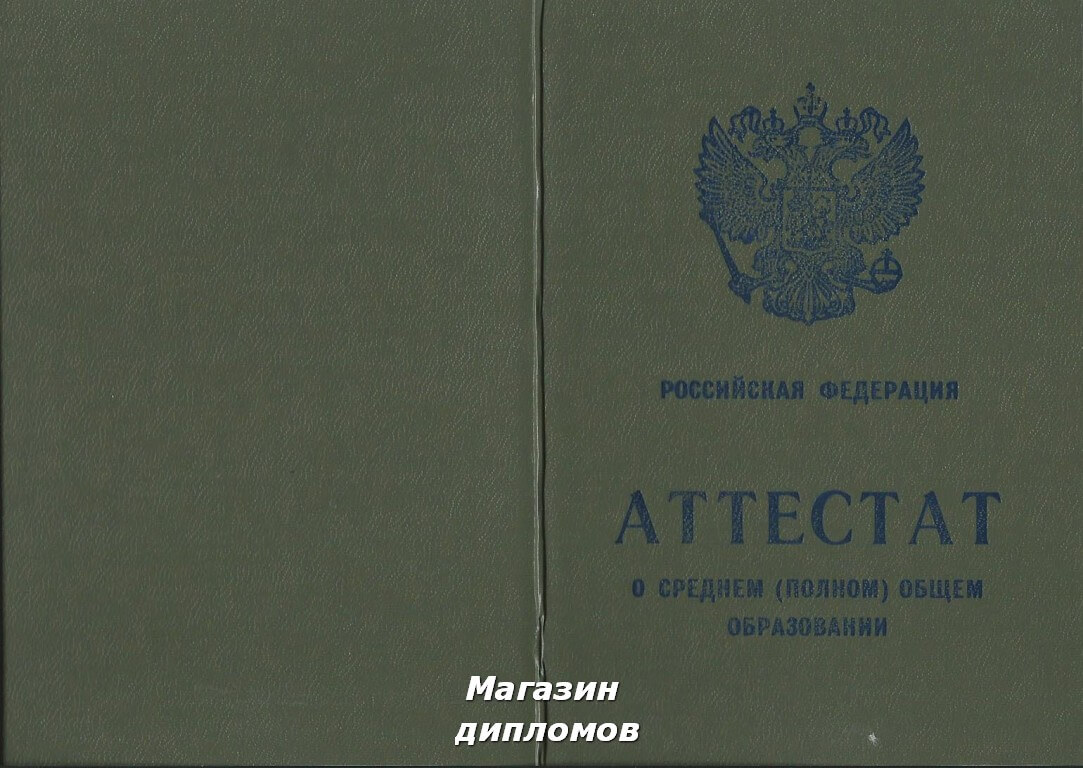 РОССИЙСКАЯ ФЕДЕРАЦИЯ
АТТЕСТАТ
О СРЕДНЕМ (ПОЛНОМ) ОБЩЕМ
ОБРАЗОВАНИИ
Магазин
дипломов